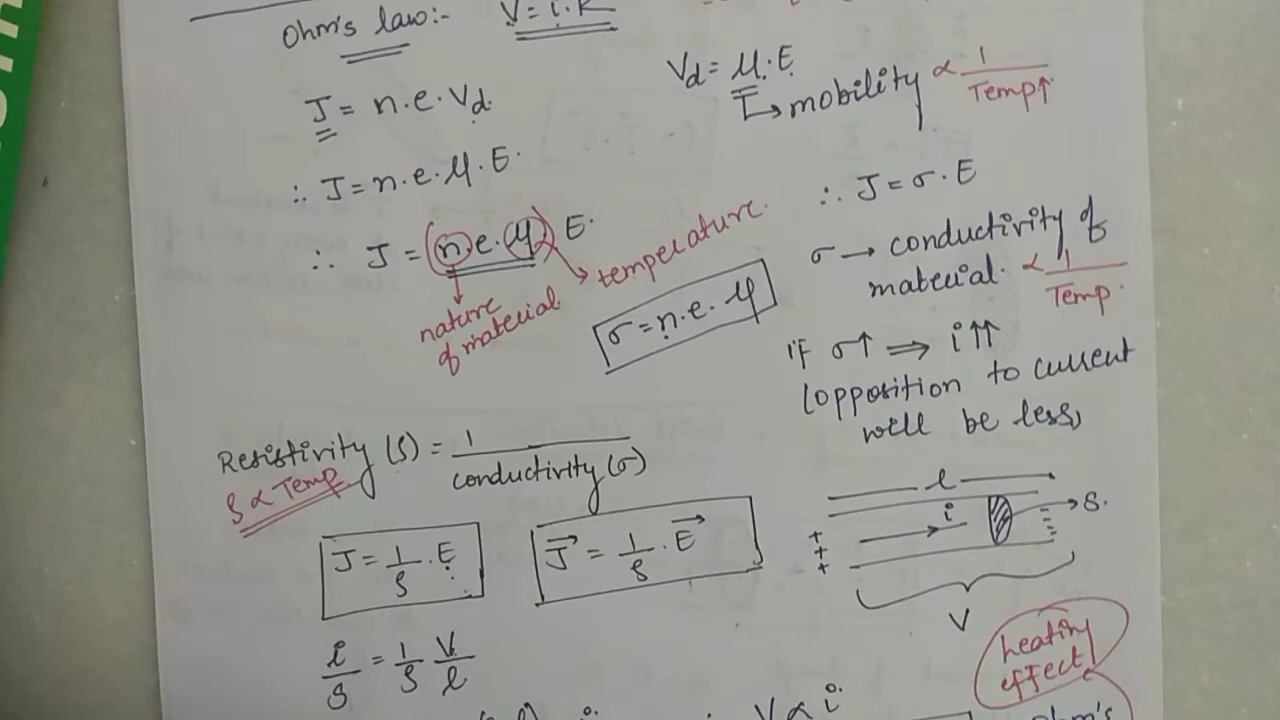 Ohm's law:- V = i.R
J = n.e.Vd.
Vd = μ.E
↳ mobility ∝ 1/Temp↑
∴ J = n.e.μ.E.
∴ J = (n e.μ) E.
nature of material
temperature.
σ = n.e.μ
∴ J = σ.E
σ → conductivity of
material. ∝ 1/Temp.
if σ↑ ⇒ i↑↑
(opposition to current
will be less)
Resistivity (ρ) = 1/conductivity (σ)
ρ ∝ Temp
J = 1/ρ . E
J⃗ = 1/ρ . E⃗
i/s = 1/ρ V/l
l
i
s.
+ + +
- - -
V
heating
effect
V ∝ i
ohm's